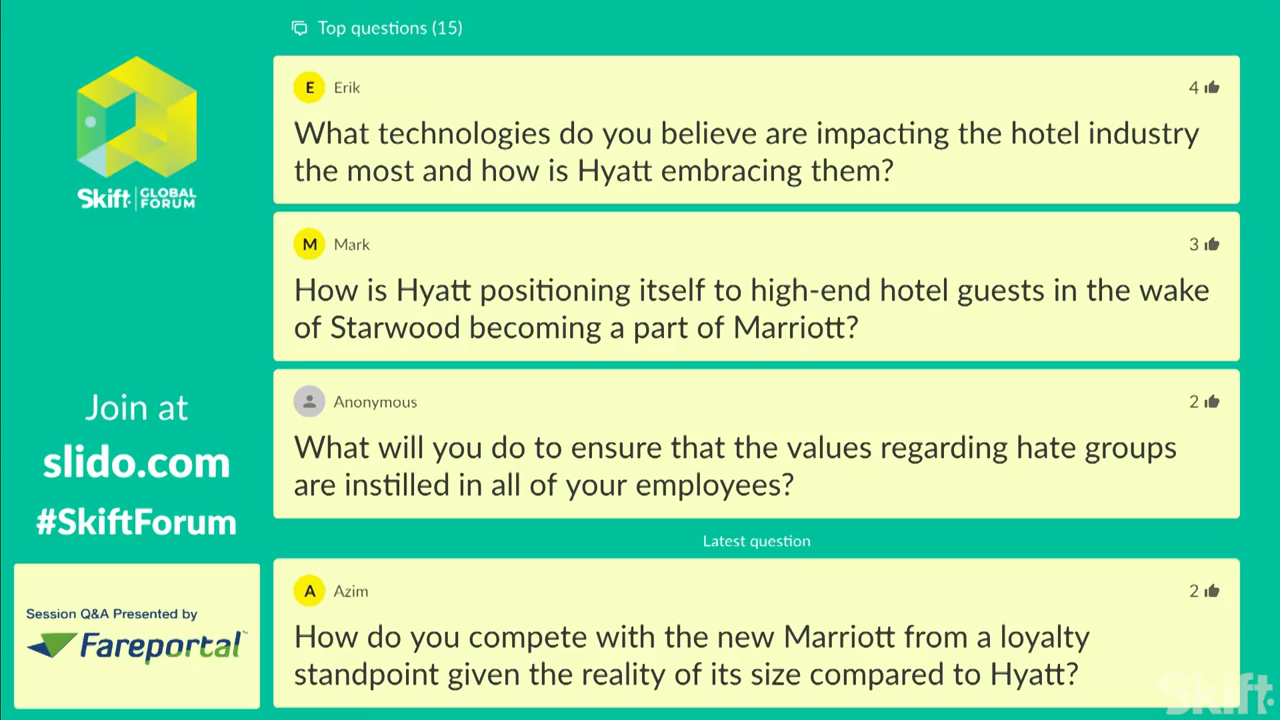 Top questions (15)
E Erik 4
What technologies do you believe are impacting the hotel industry
the most and how is Hyatt embracing them?
M Mark 3
How is Hyatt positioning itself to high-end hotel guests in the wake
of Starwood becoming a part of Marriott?
Anonymous 2
What will you do to ensure that the values regarding hate groups
are instilled in all of your employees?
Latest question
A Azim 2
How do you compete with the new Marriott from a loyalty
standpoint given the reality of its size compared to Hyatt?
Skift GLOBAL
FORUM
Join at
slido.com
#SkiftForum
Session Q&A Presented by
Fareportal™
Skift